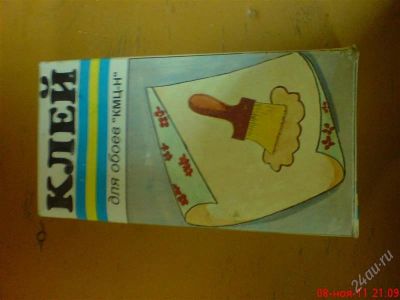 КЛЕЙ
для обоев "КМЦ-Н"
08-ноя-11 21.09
24au.ru